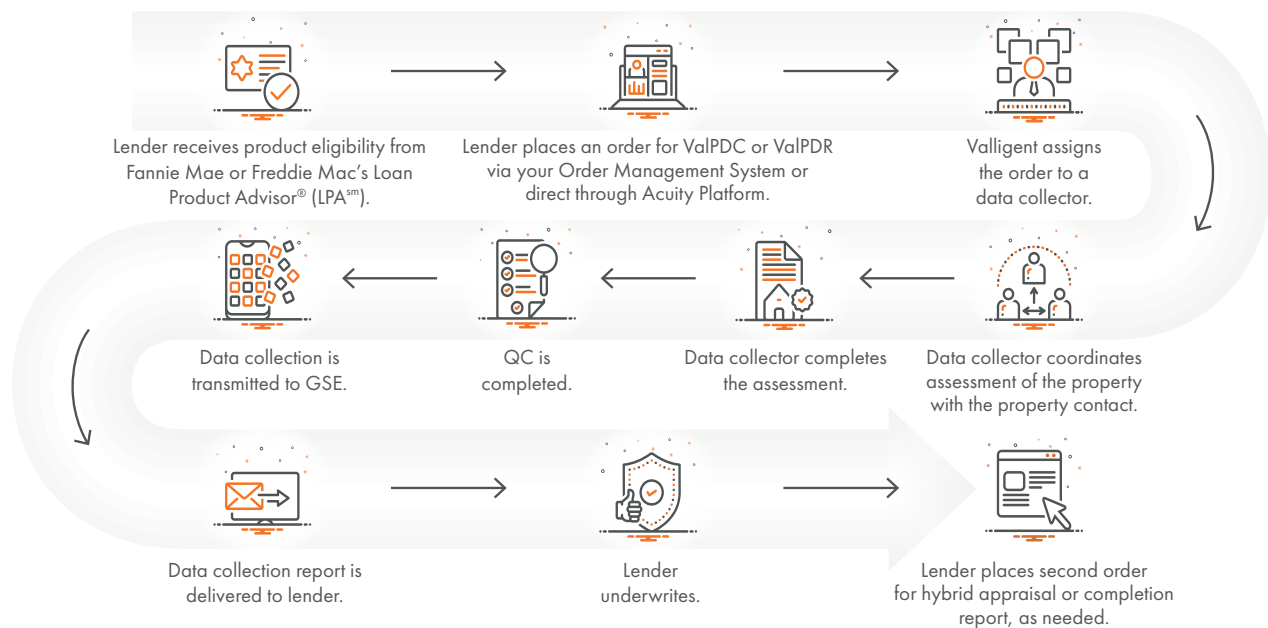 Lender receives product eligibility from
Fannie Mae or Freddie Mac's Loan
Product Advisor® (LPAsm).
Lender places an order for ValPDC or ValPDR
via your Order Management System or
direct through Acuity Platform.
Valligent assigns
the order to a
data collector.
Data collector coordinates
assessment of the property
with the property contact.
Data collector completes
the assessment.
QC is
completed.
Data collection is
transmitted to GSE.
Data collection report is
delivered to lender.
Lender
underwrites.
Lender places second order
for hybrid appraisal or completion
report, as needed.